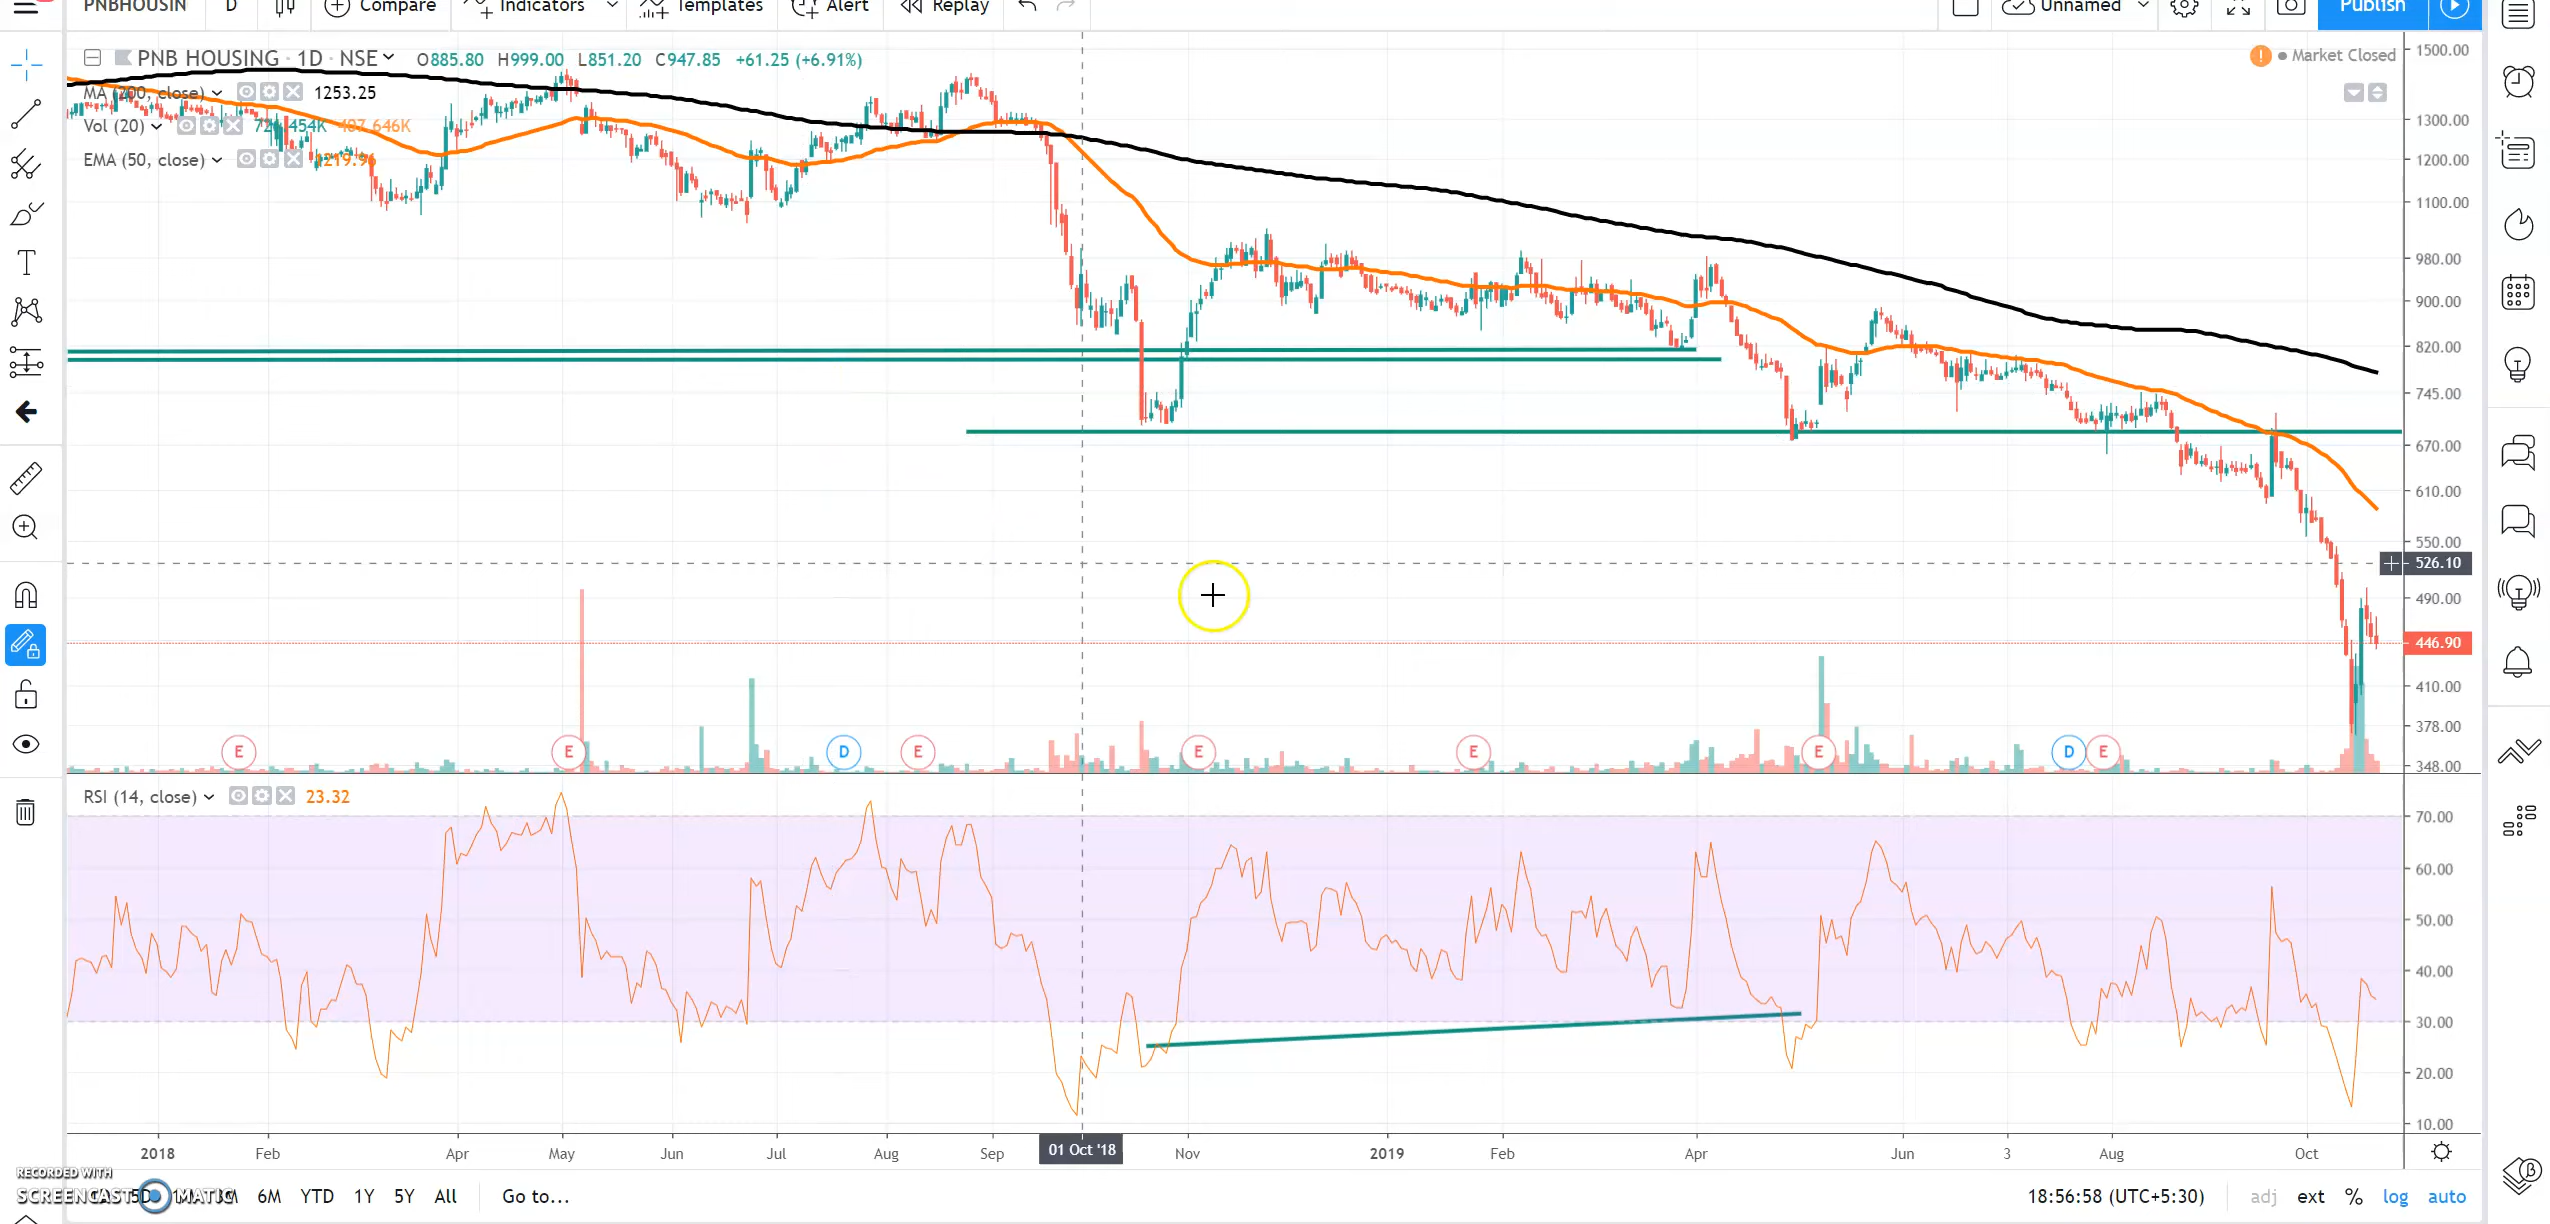 PNBHOUSIN D Compare Indicators Templates Alert Replay Unnamed Publish
PNB HOUSING · 1D · NSE O885.80 H999.00 L851.20 C947.85 +61.25 (+6.91%)
Market Closed
MA (200, close) 1253.25
Vol (20)
EMA (50, close) 1219.96
1500.00
1300.00
1200.00
1100.00
980.00
900.00
820.00
745.00
670.00
610.00
550.00
526.10
490.00
446.90
410.00
378.00
348.00
E E D E E E E D E
RSI (14, close) 23.32
70.00
60.00
50.00
40.00
30.00
20.00
10.00
2018 Feb Apr May Jun Jul Aug Sep 01 Oct '18 Nov 2019 Feb Apr Jun 3 Aug Oct
RECORDED WITH
SCREENCAST MATIC
5D 6M YTD 1Y 5Y All Go to... 18:56:58 (UTC+5:30) adj ext % log auto